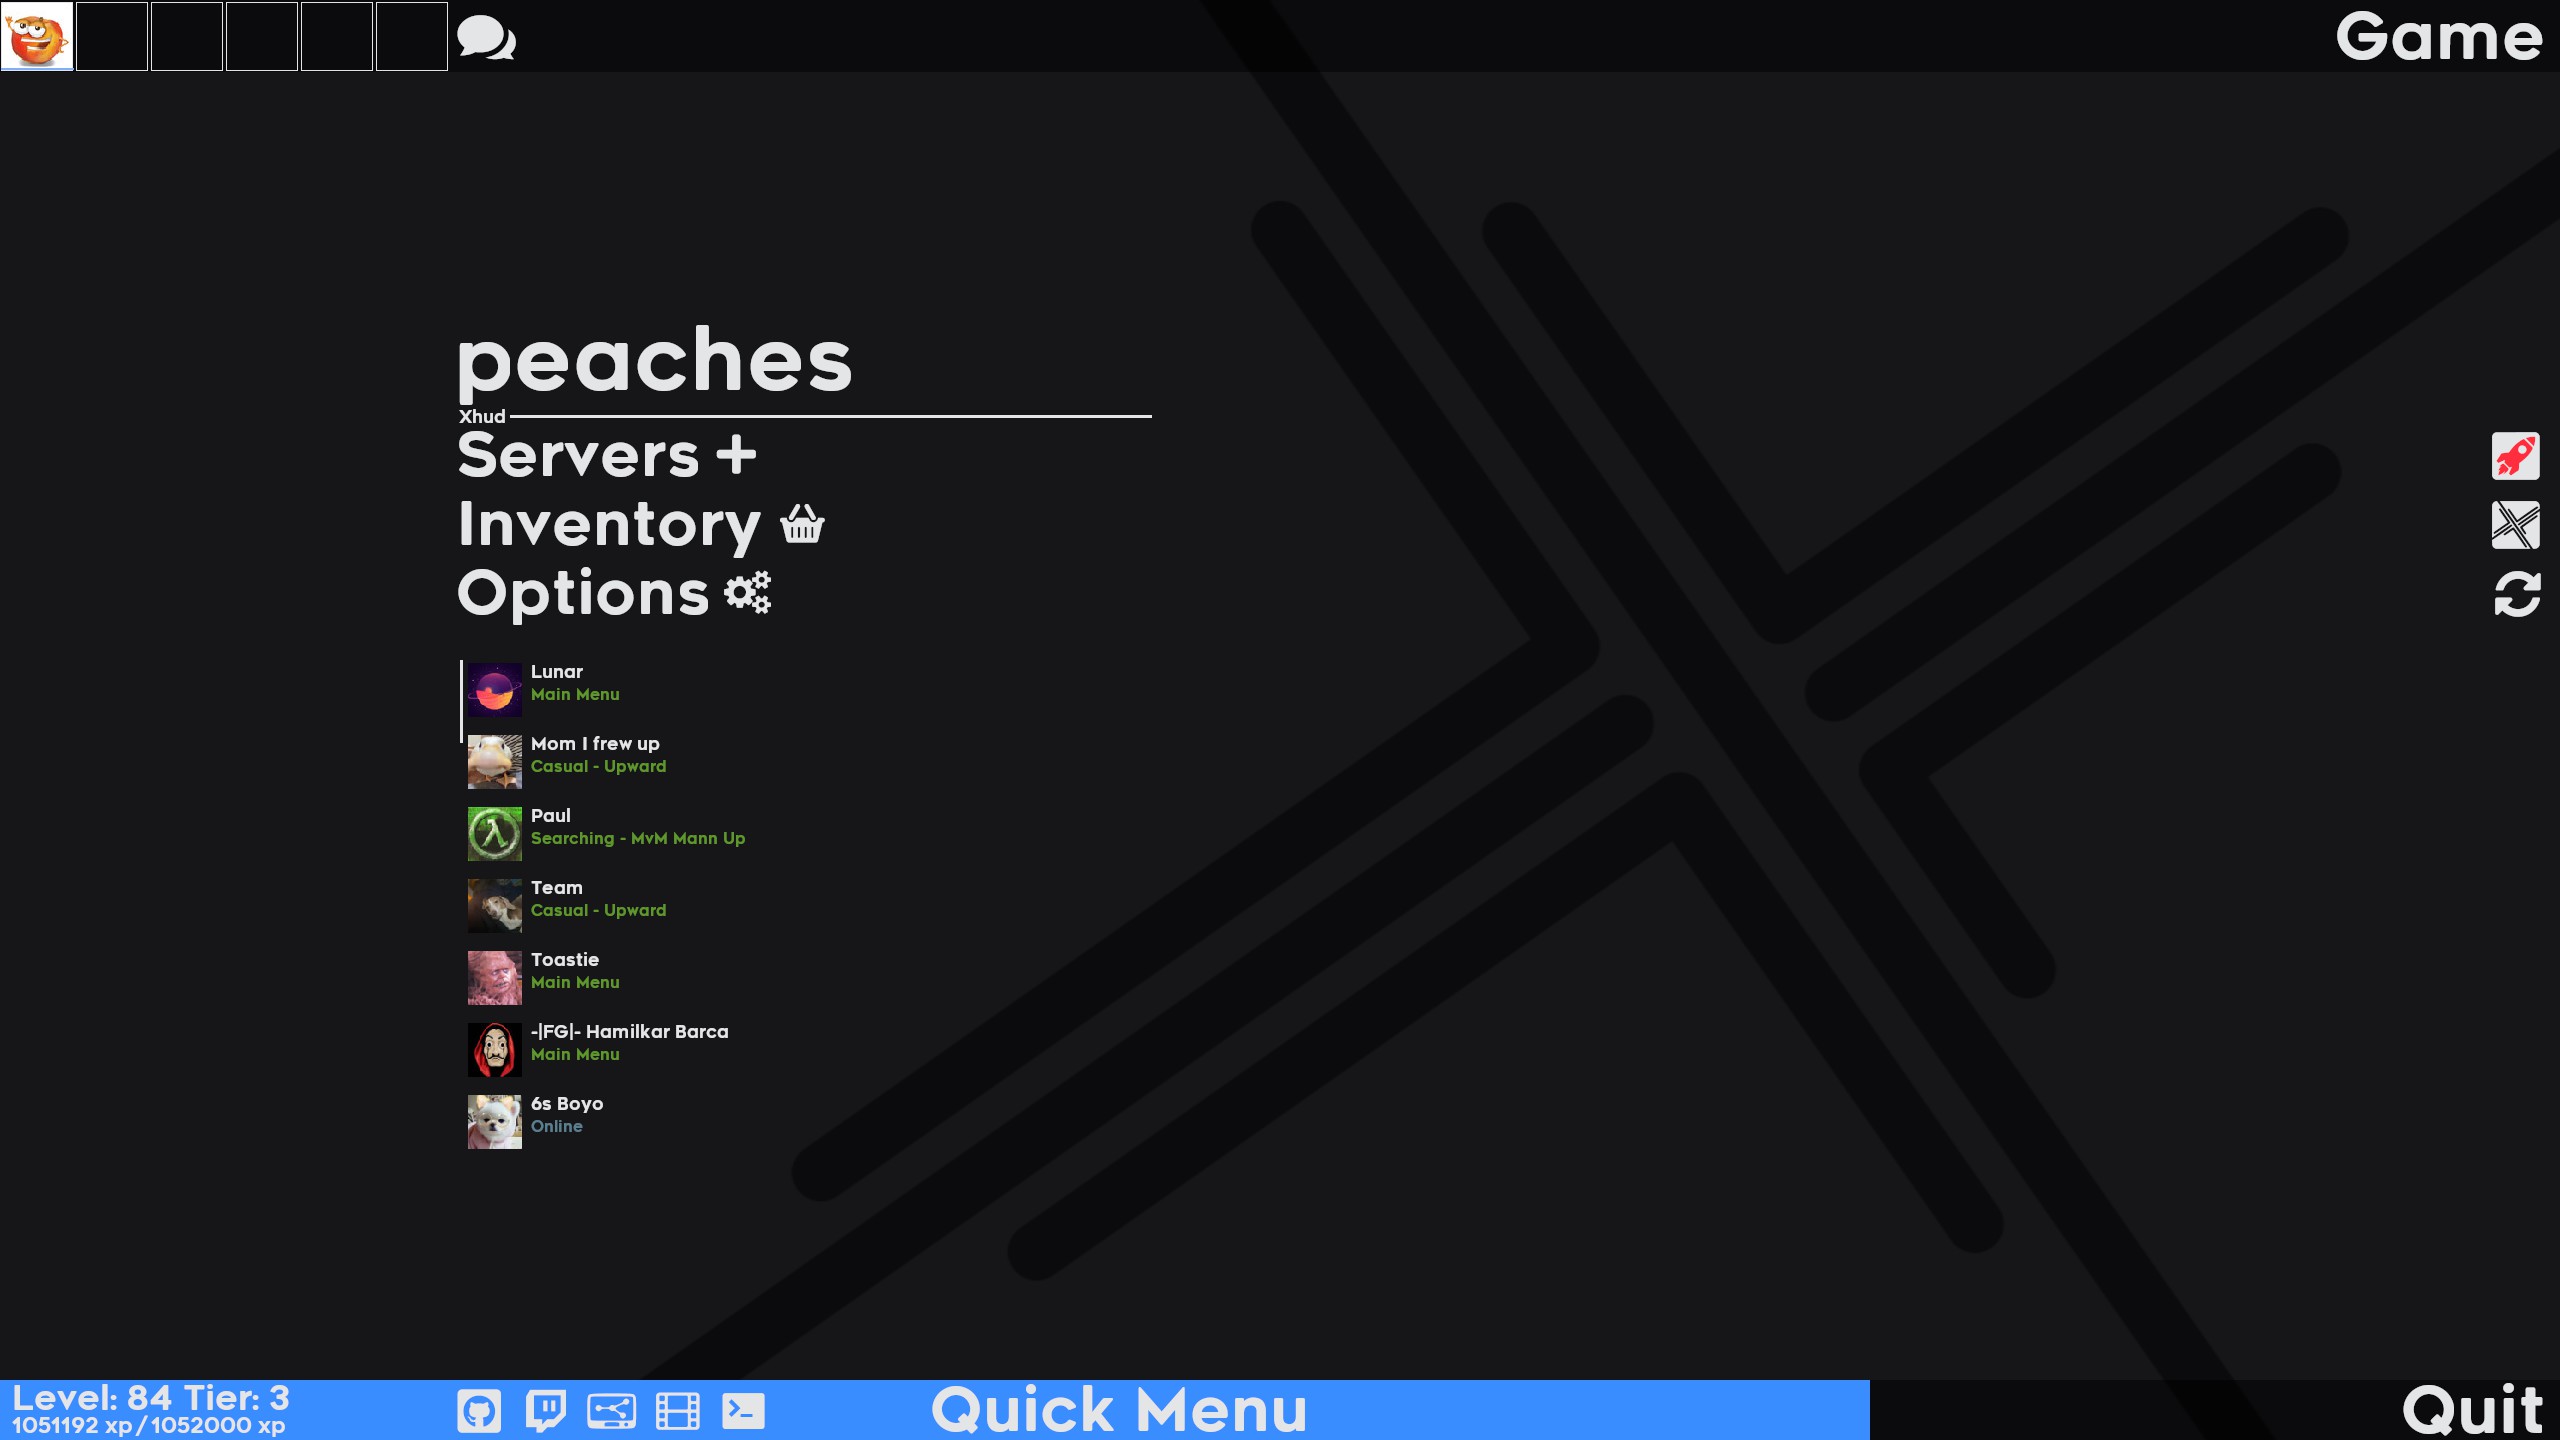 Game
peaches
Xhud
Servers +
Inventory
Options
Lunar
Main Menu
Mom I frew up
Casual - Upward
Paul
Searching - MvM Mann Up
Team
Casual - Upward
Toastie
Main Menu
-|FG|- Hamilkar Barca
Main Menu
6s Boyo
Online
Level: 84 Tier: 3
1051192 xp/1052000 xp
Quick Menu
Quit